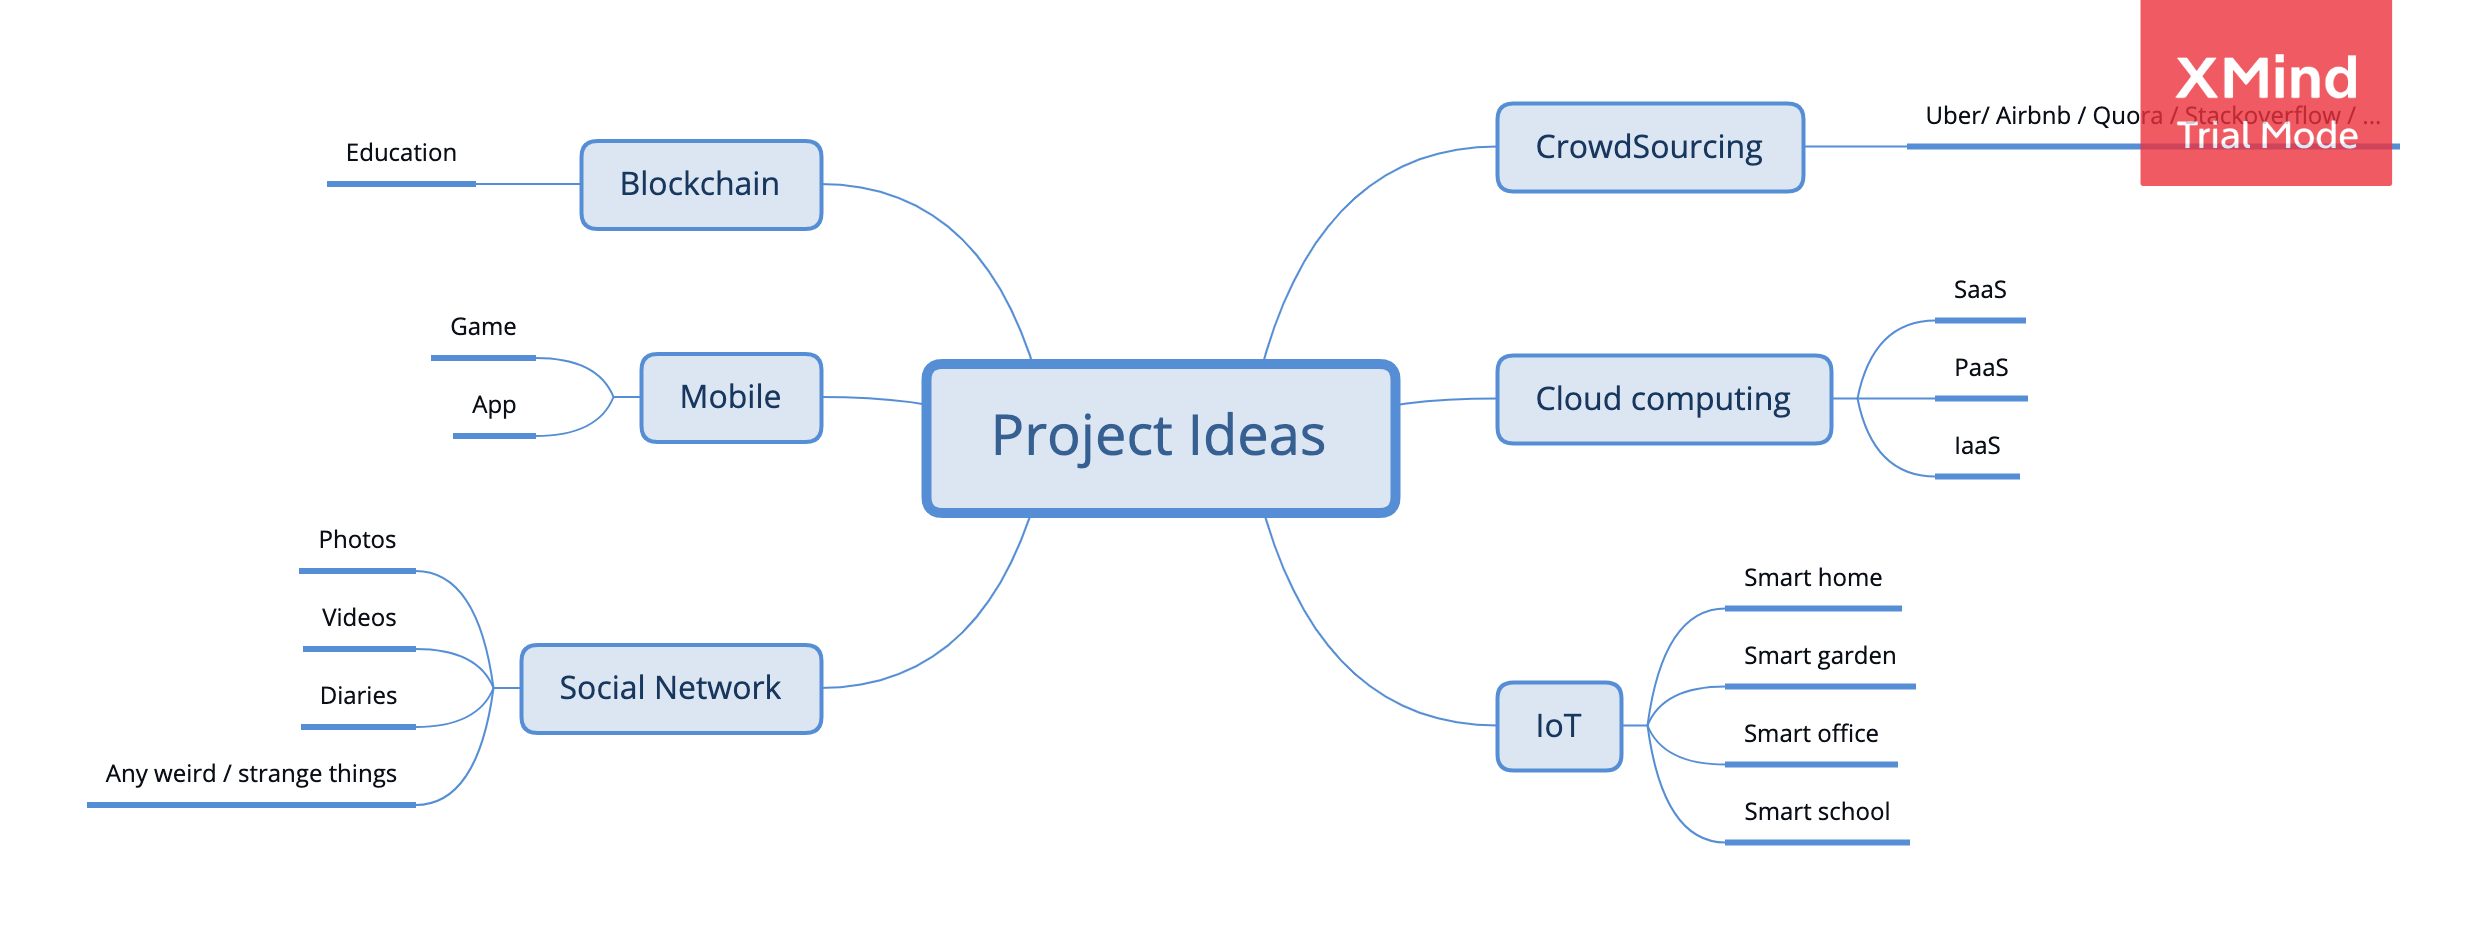 Project Ideas
CrowdSourcing
Uber/ Airbnb / Quora / Stackoverflow / ...
Cloud computing
SaaS
PaaS
IaaS
IoT
Smart home
Smart garden
Smart office
Smart school
Blockchain
Education
Mobile
Game
App
Social Network
Photos
Videos
Diaries
Any weird / strange things
XMind
Trial Mode